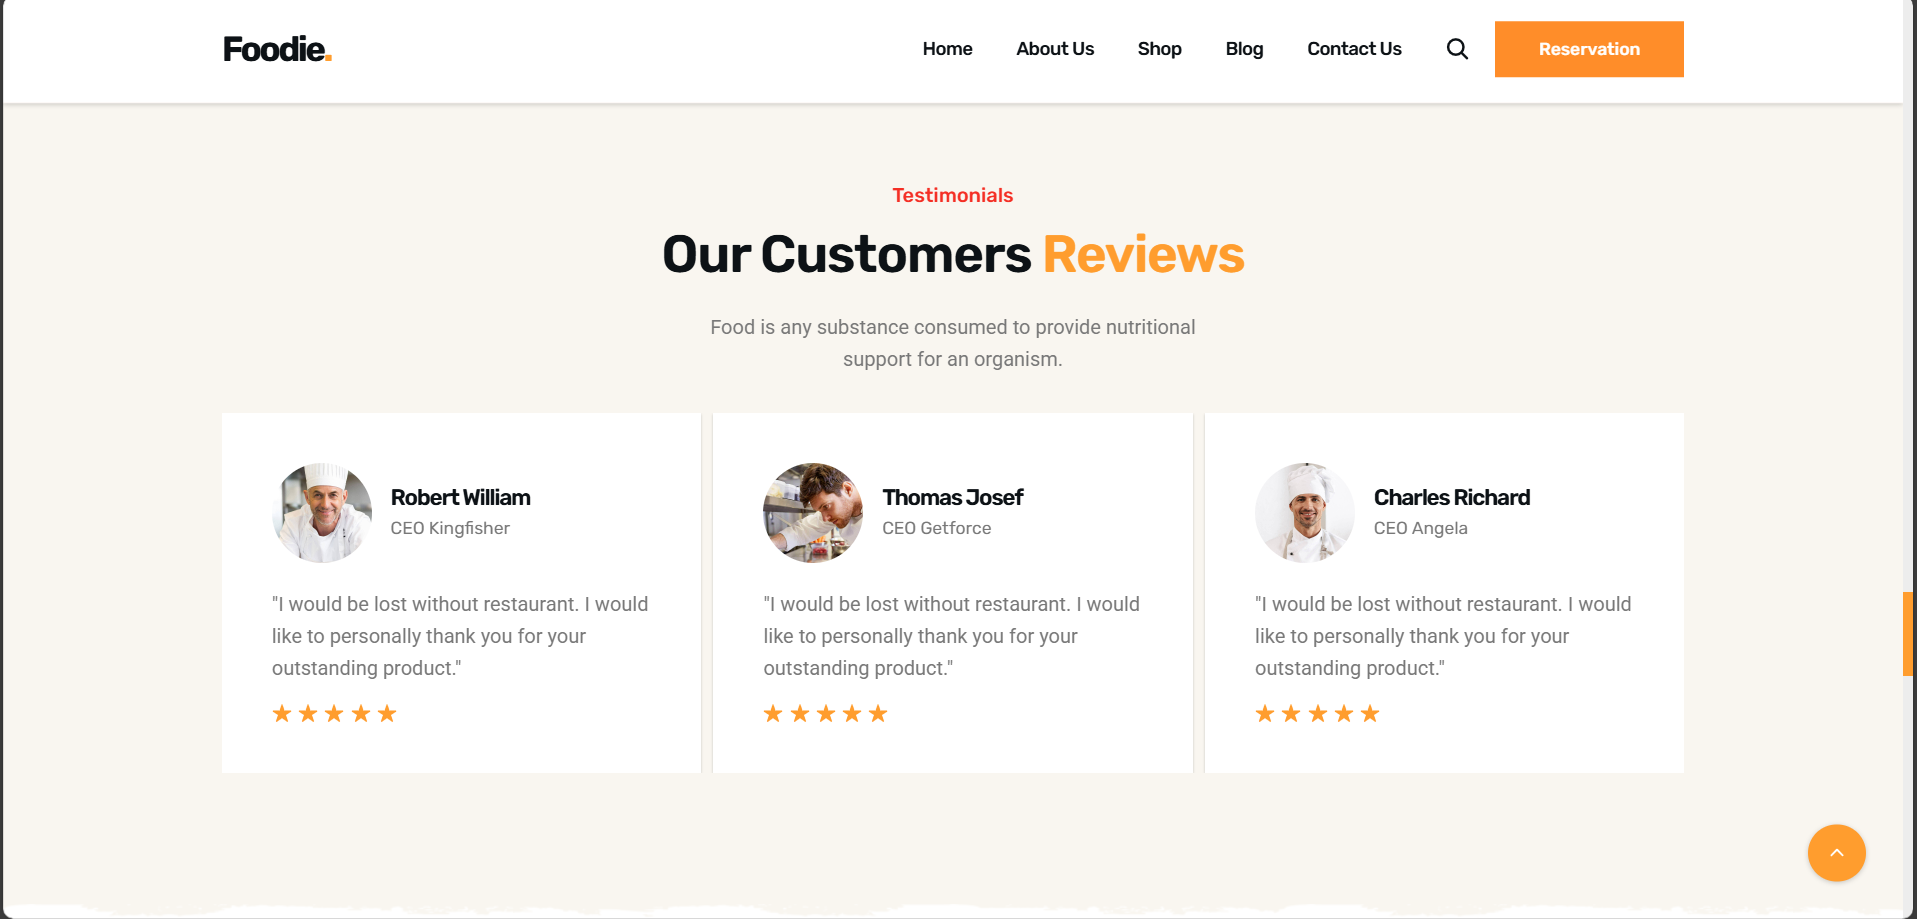 Foodie.
Home
About Us
Shop
Blog
Contact Us
Reservation
Testimonials
Our Customers Reviews
Food is any substance consumed to provide nutritional
support for an organism.
Robert William
CEO Kingfisher
"I would be lost without restaurant. I would
like to personally thank you for your
outstanding product."
Thomas Josef
CEO Getforce
"I would be lost without restaurant. I would
like to personally thank you for your
outstanding product."
Charles Richard
CEO Angela
"I would be lost without restaurant. I would
like to personally thank you for your
outstanding product."